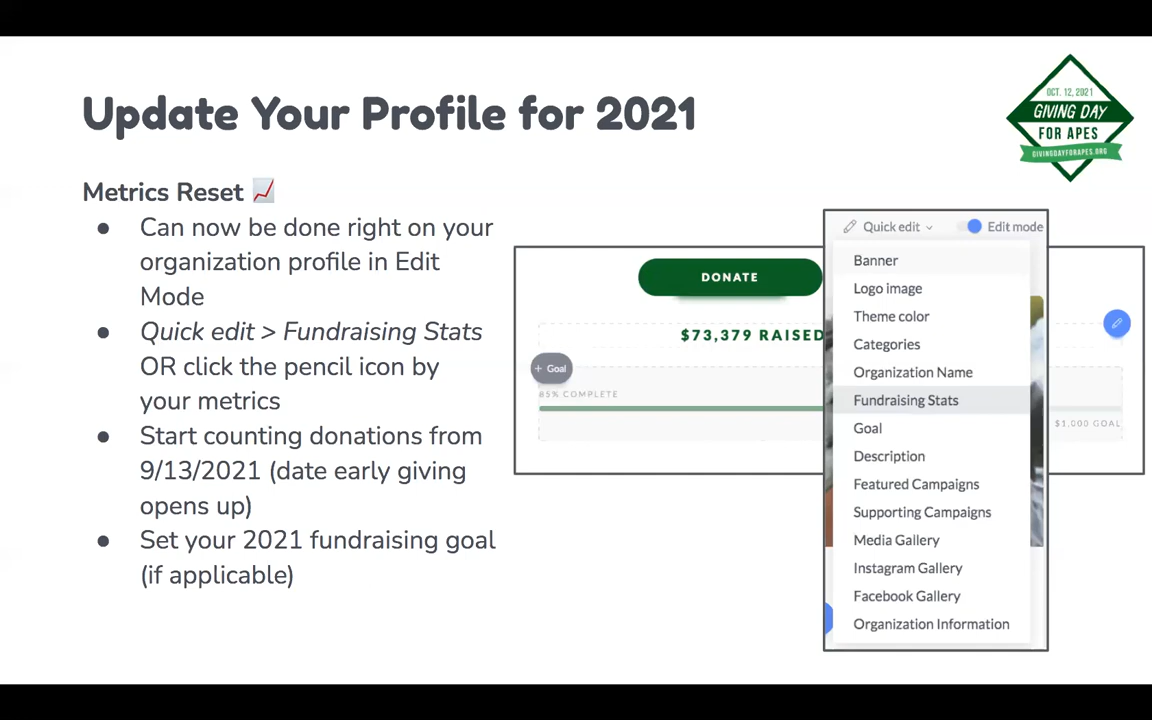 Update Your Profile for 2021
OCT. 12, 2021
GIVING DAY
FOR APES
GIVINGDAYFORAPES.ORG
Metrics Reset
● Can now be done right on your
organization profile in Edit
Mode
● Quick edit > Fundraising Stats
OR click the pencil icon by
your metrics
● Start counting donations from
9/13/2021 (date early giving
opens up)
● Set your 2021 fundraising goal
(if applicable)
DONATE
$73,379 RAISED
+ Goal
85% COMPLETE
$1,000 GOAL
Quick edit
Edit mode
Banner
Logo image
Theme color
Categories
Organization Name
Fundraising Stats
Goal
Description
Featured Campaigns
Supporting Campaigns
Media Gallery
Instagram Gallery
Facebook Gallery
Organization Information